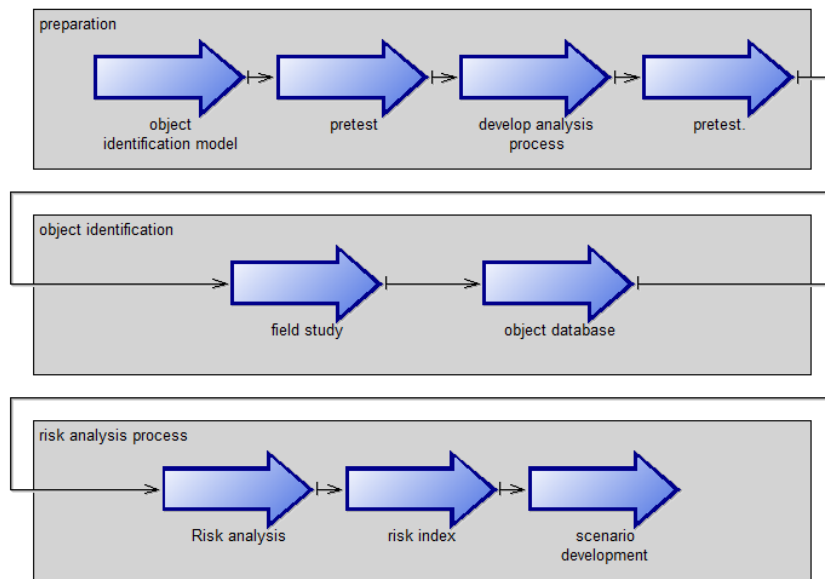 preparation
object
identification model
pretest
develop analysis
process
pretest.
object identification
field study
object database
risk analysis process
Risk analysis
risk index
scenario
development